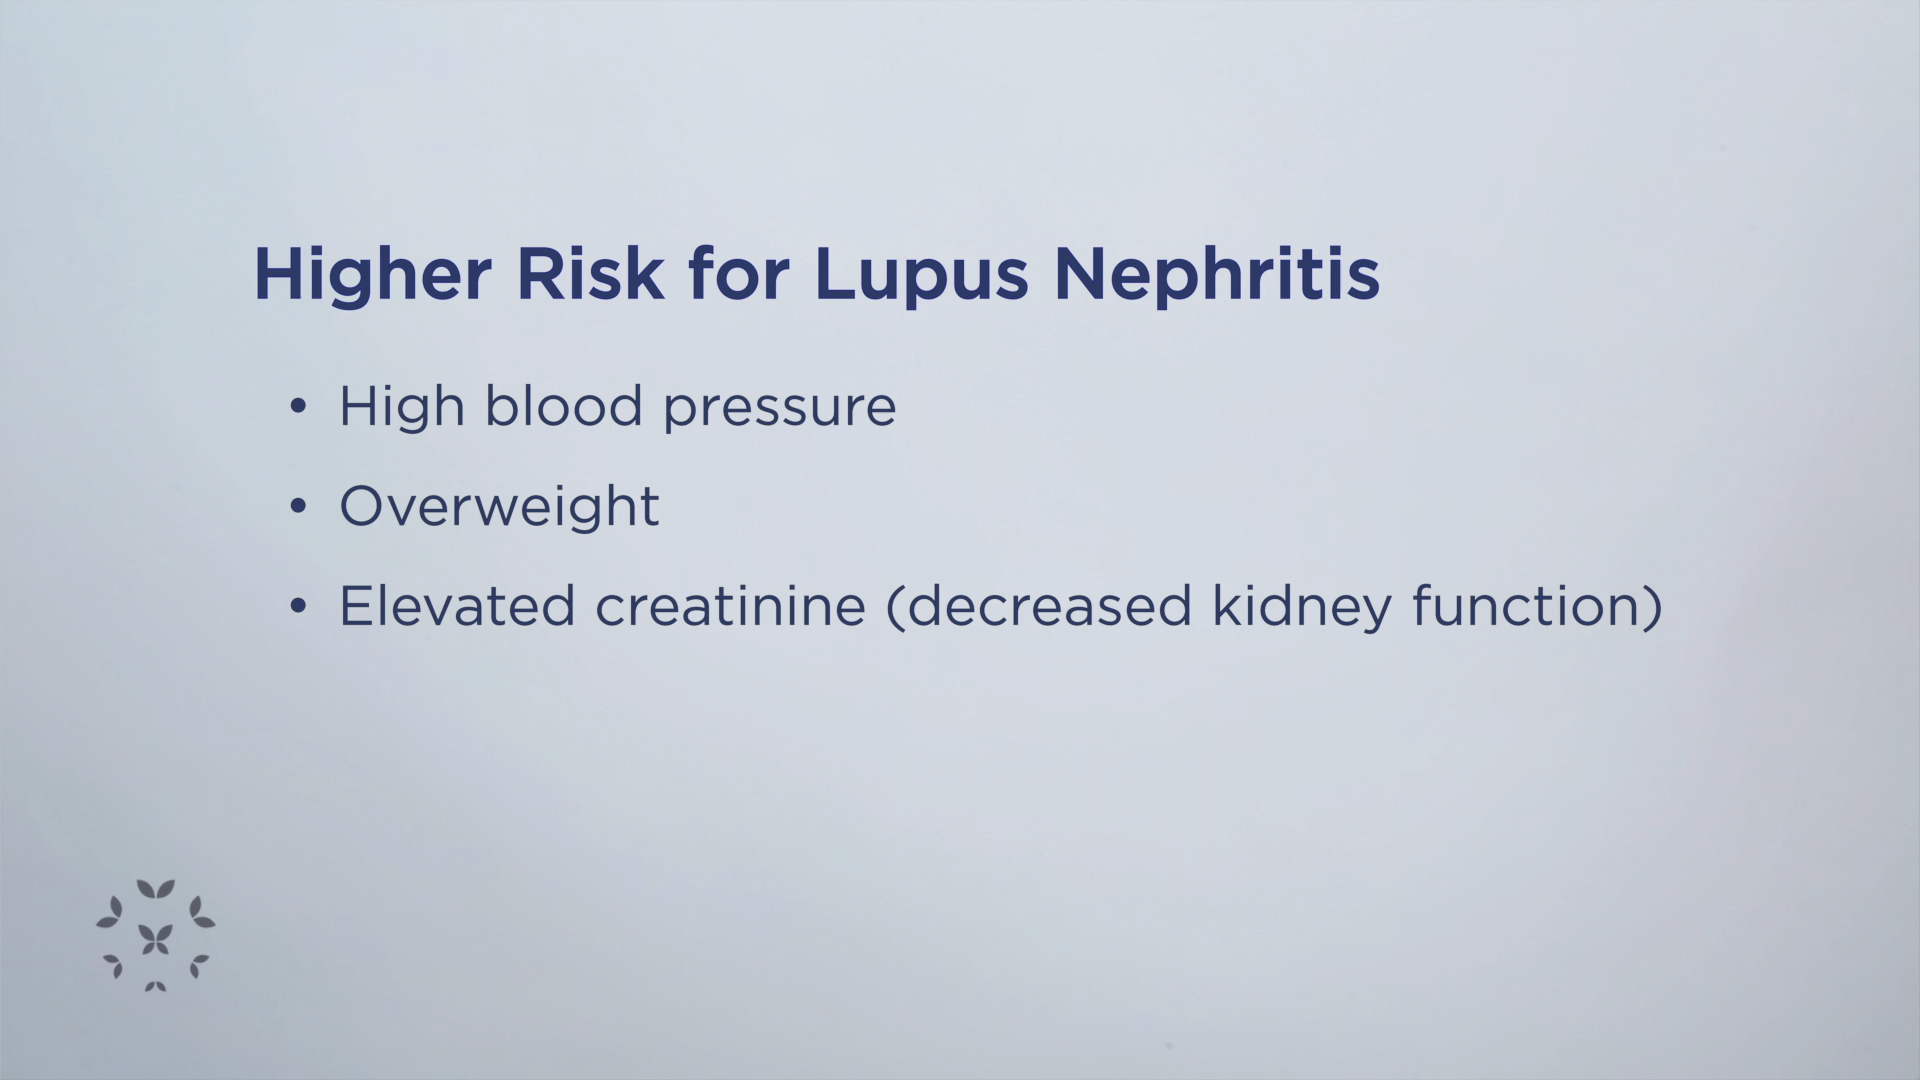 Higher Risk for Lupus Nephritis
• High blood pressure
• Overweight
• Elevated creatinine (decreased kidney function)